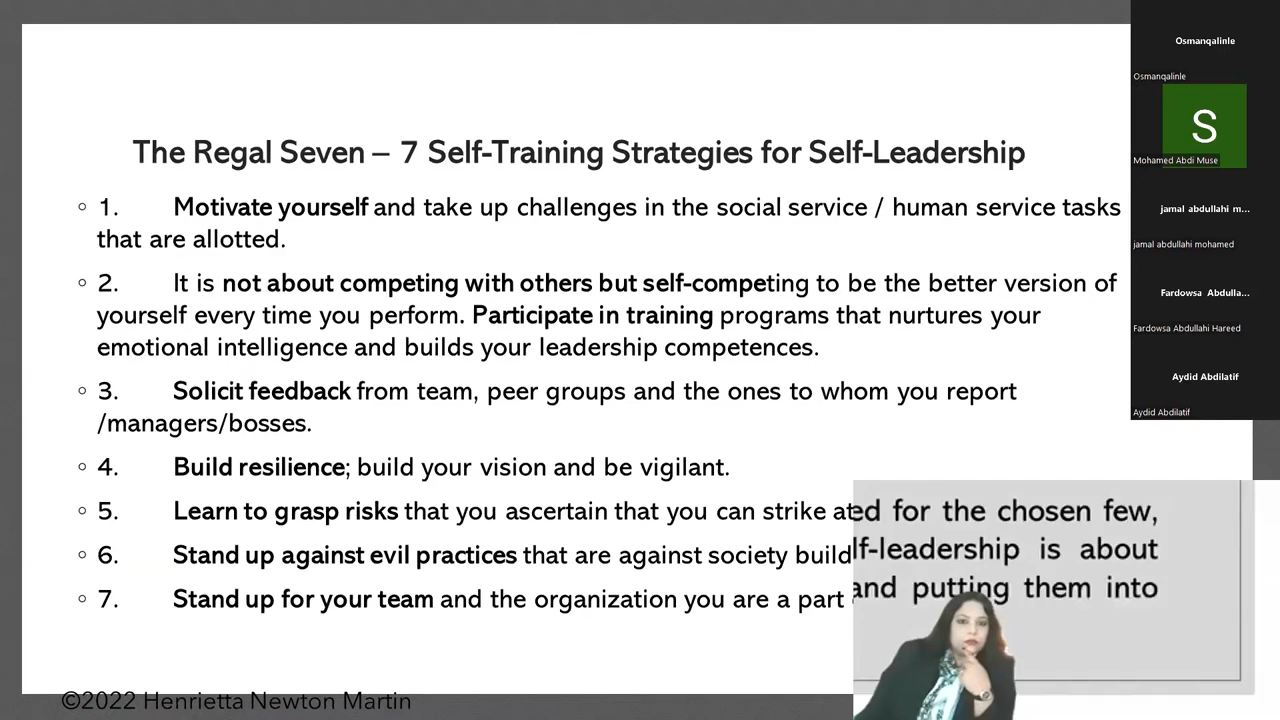 The Regal Seven – 7 Self-Training Strategies for Self-Leadership
1. Motivate yourself and take up challenges in the social service / human service tasks
that are allotted.
2. It is not about competing with others but self-competing to be the better version of
yourself every time you perform. Participate in training programs that nurtures your
emotional intelligence and builds your leadership competences.
3. Solicit feedback from team, peer groups and the ones to whom you report
/managers/bosses.
4. Build resilience; build your vision and be vigilant.
5. Learn to grasp risks that you ascertain that you can strike at
6. Stand up against evil practices that are against society build
7. Stand up for your team and the organization you are a part
©2022 Henrietta Newton Martin
Osmanqalinle
Osmanqalinle
S
Mohamed Abdi Muse
jamal abdullahi m...
jamal abdullahi mohamed
Fardowsa Abdulla...
Fardowsa Abdullahi Hareed
Aydid Abdilatif
Aydid Abdilatif
ed for the chosen few,
lf-leadership is about
and putting them into